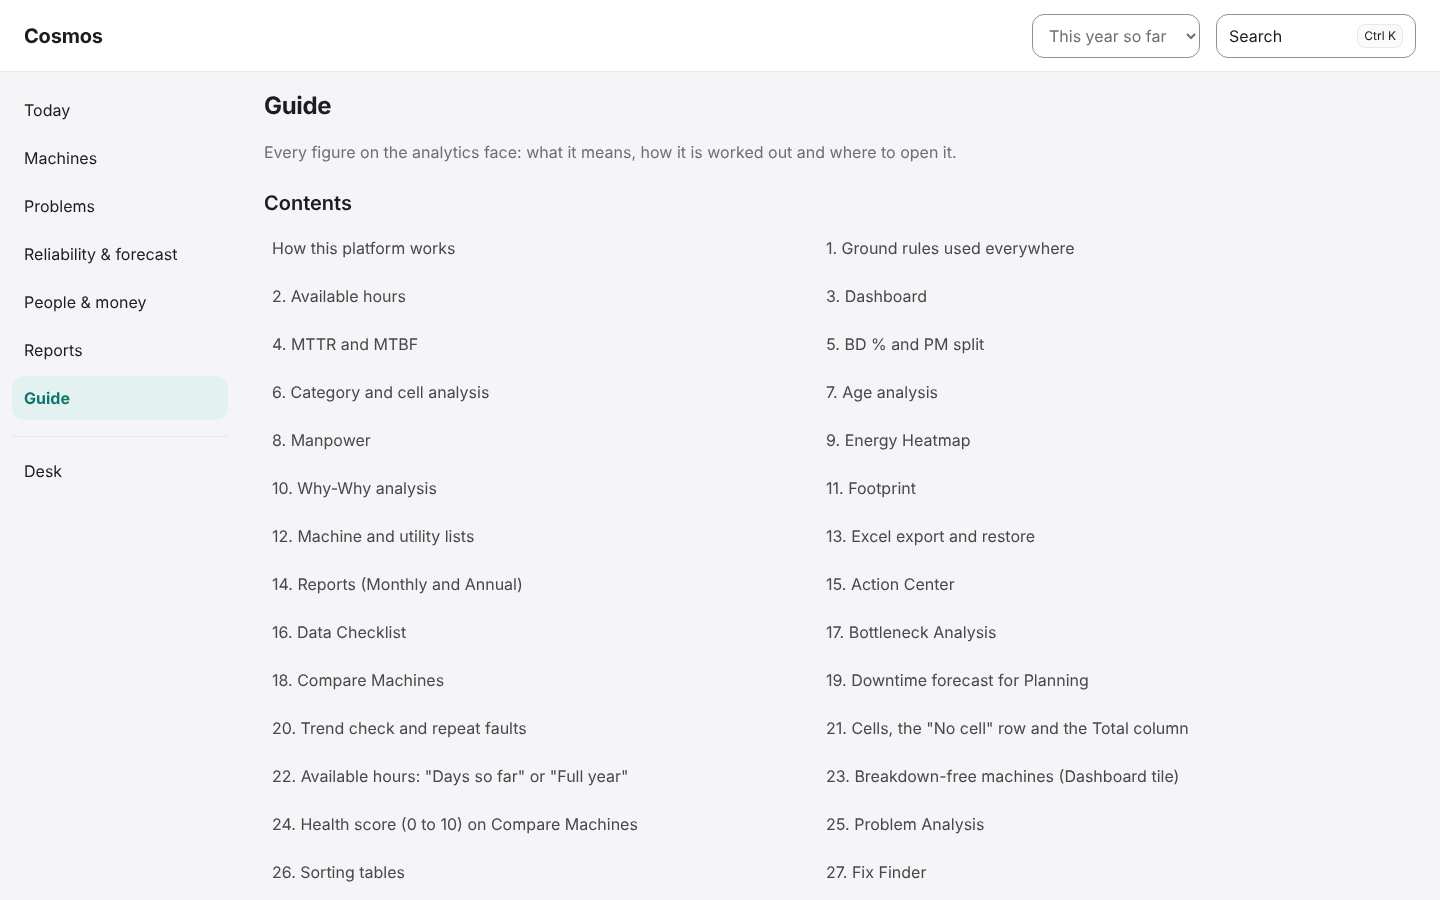 Cosmos
This year so far
Search
Ctrl K
Today
Machines
Problems
Reliability & forecast
People & money
Reports
Guide
Desk
Guide
Every figure on the analytics face: what it means, how it is worked out and where to open it.
Contents
How this platform works
1. Ground rules used everywhere
2. Available hours
3. Dashboard
4. MTTR and MTBF
5. BD % and PM split
6. Category and cell analysis
7. Age analysis
8. Manpower
9. Energy Heatmap
10. Why-Why analysis
11. Footprint
12. Machine and utility lists
13. Excel export and restore
14. Reports (Monthly and Annual)
15. Action Center
16. Data Checklist
17. Bottleneck Analysis
18. Compare Machines
19. Downtime forecast for Planning
20. Trend check and repeat faults
21. Cells, the "No cell" row and the Total column
22. Available hours: "Days so far" or "Full year"
23. Breakdown-free machines (Dashboard tile)
24. Health score (0 to 10) on Compare Machines
25. Problem Analysis
26. Sorting tables
27. Fix Finder